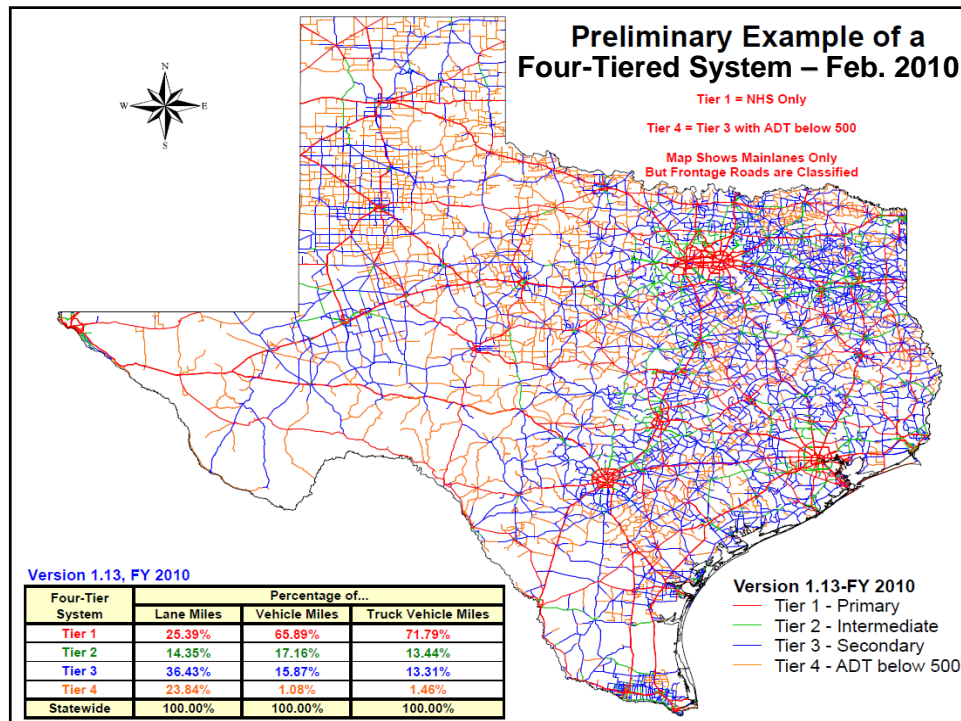 Preliminary Example of a
Four-Tiered System – Feb. 2010
Tier 1 = NHS Only
Tier 4 = Tier 3 with ADT below 500
Map Shows Mainlanes Only
But Frontage Roads are Classified
N
W E
S
Version 1.13, FY 2010
Four-Tier System Percentage of...
Lane Miles Vehicle Miles Truck Vehicle Miles
Tier 1 25.39% 65.89% 71.79%
Tier 2 14.35% 17.16% 13.44%
Tier 3 36.43% 15.87% 13.31%
Tier 4 23.84% 1.08% 1.46%
Statewide 100.00% 100.00% 100.00%
Version 1.13-FY 2010
Tier 1 - Primary
Tier 2 - Intermediate
Tier 3 - Secondary
Tier 4 - ADT below 500